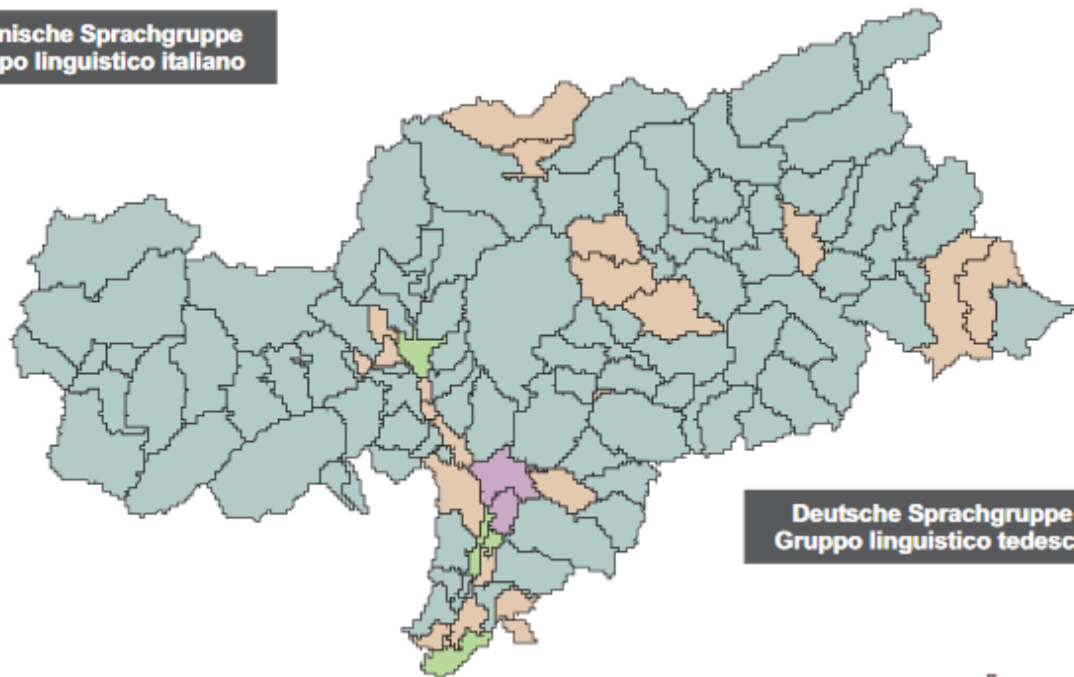 nische Sprachgruppe
po linguistico italiano
Deutsche Sprachgruppe
Gruppo linguistico tedesc